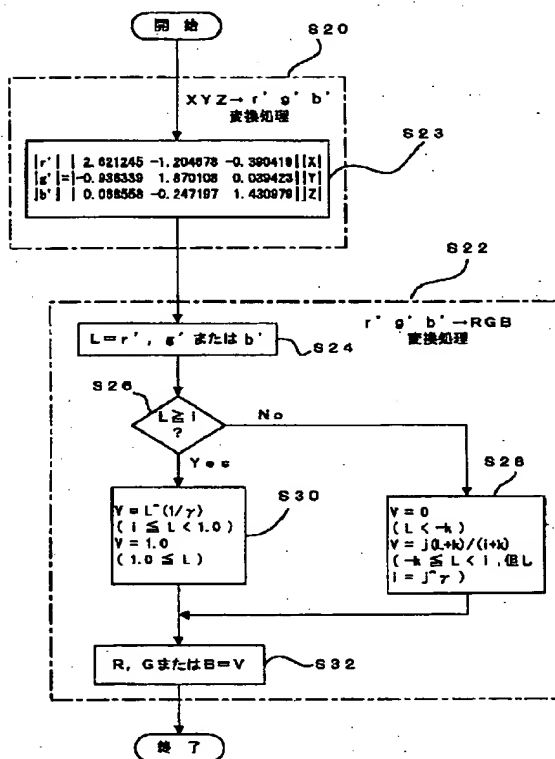 開 始
S20
XYZ→r' g' b'
変換処理
S23
|r'| | 2.621245 -1.204678 -0.390419||X|
|g'|=|-0.938339 1.870108 0.039423||Y|
|b'| | 0.088558 -0.247197 1.430979||Z|
S22
r' g' b'→RGB
変換処理
L=r', g' または b'
S24
S26
L≧i
?
No
Yes
S28
S30
V=L^(1/γ)
( i ≦ L < 1.0 )
V=1.0
(1.0 ≦ L )
V=0
(L < -k )
V= j(L+k)/(i+k)
( -k ≦ L < i ,但し
i = j^γ )
R, GまたはB=V
S32
終 了